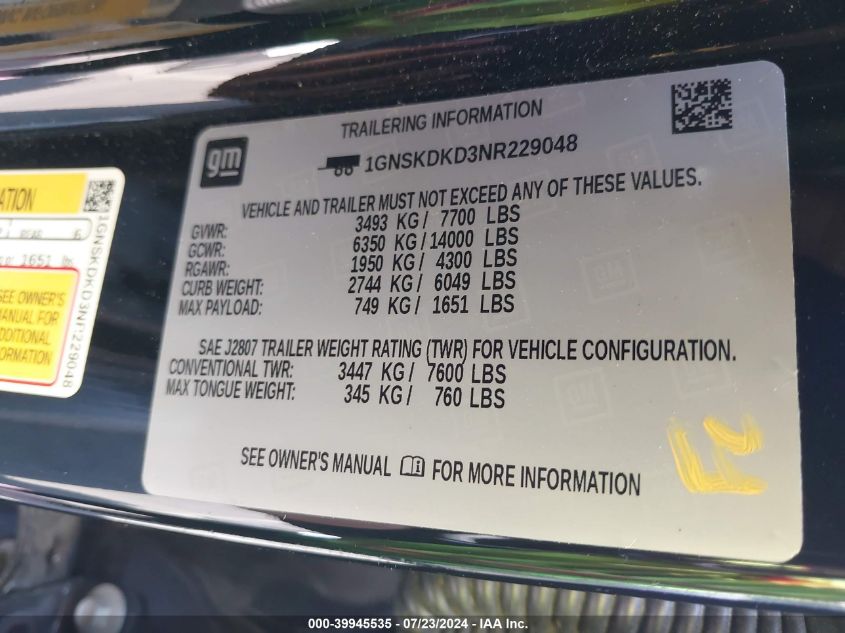 TRAILERING INFORMATION
gm
1GNSKDKD3NR229048
VEHICLE AND TRAILER MUST NOT EXCEED ANY OF THESE VALUES.
GVWR: 3493 KG/ 7700 LBS
GCWR: 6350 KG/14000 LBS
RGAWR: 1950 KG/ 4300 LBS
CURB WEIGHT: 2744 KG/ 6049 LBS
MAX PAYLOAD: 749 KG/ 1651 LBS
SAE J2807 TRAILER WEIGHT RATING (TWR) FOR VEHICLE CONFIGURATION.
CONVENTIONAL TWR: 3447 KG/ 7600 LBS
MAX TONGUE WEIGHT: 345 KG/ 760 LBS
SEE OWNER'S MANUAL FOR MORE INFORMATION
ATION
REAR 6
1651 lbs
SEE OWNER'S
MANUAL FOR
ADDITIONAL
INFORMATION
1GNSKDKD3NR229048
000-39945535 - 07/23/2024 - IAA Inc.